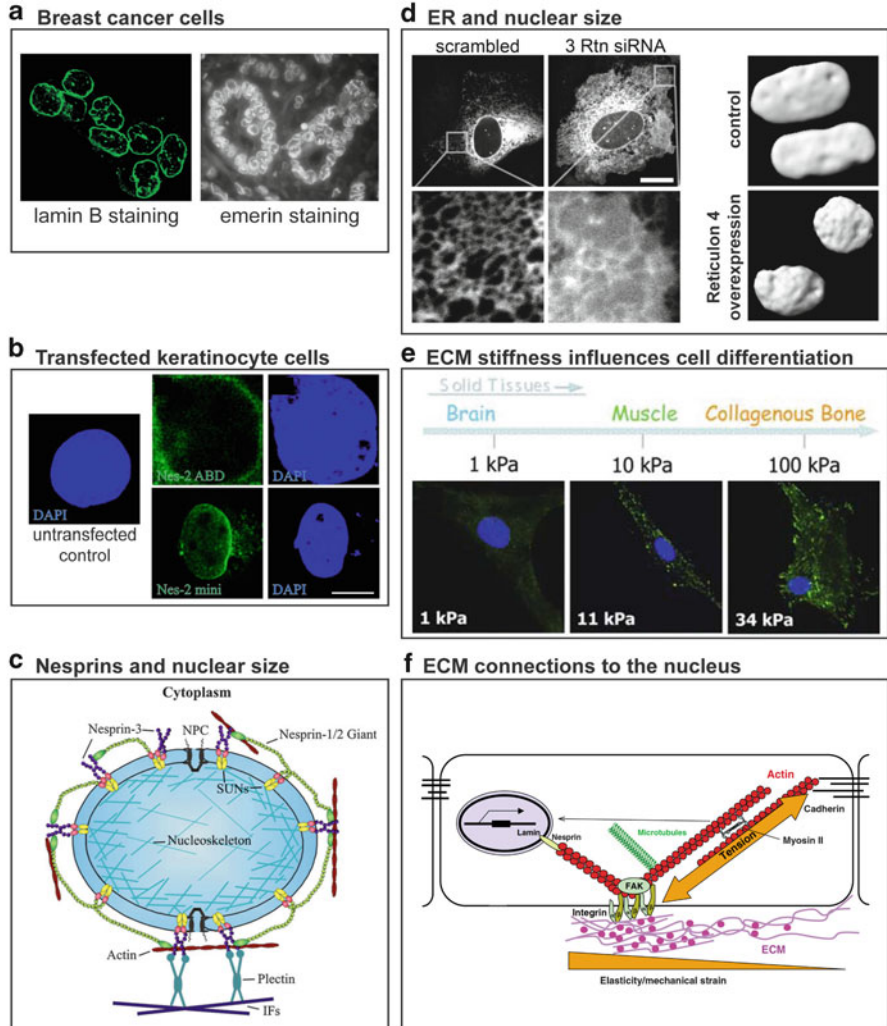 a Breast cancer cells
lamin B staining
emerin staining
b Transfected keratinocyte cells
DAPI
untransfected
control
Nes-2 ABD
DAPI
Nes-2 mini
DAPI
c Nesprins and nuclear size
Cytoplasm
Nesprin-3
NPC
Nesprin-1/2 Giant
SUNs
Nucleoskeleton
Actin
Plectin
IFs
d ER and nuclear size
scrambled
3 Rtn siRNA
control
Reticulon 4
overexpression
e ECM stiffness influences cell differentiation
Solid Tissues
Brain
Muscle
Collagenous Bone
1 kPa
10 kPa
100 kPa
1 kPa
11 kPa
34 kPa
f ECM connections to the nucleus
Actin
Cadherin
Lamin
Nesprin
Microtubules
Myosin II
Tension
FAK
Integrin
ECM
Elasticity/mechanical strain